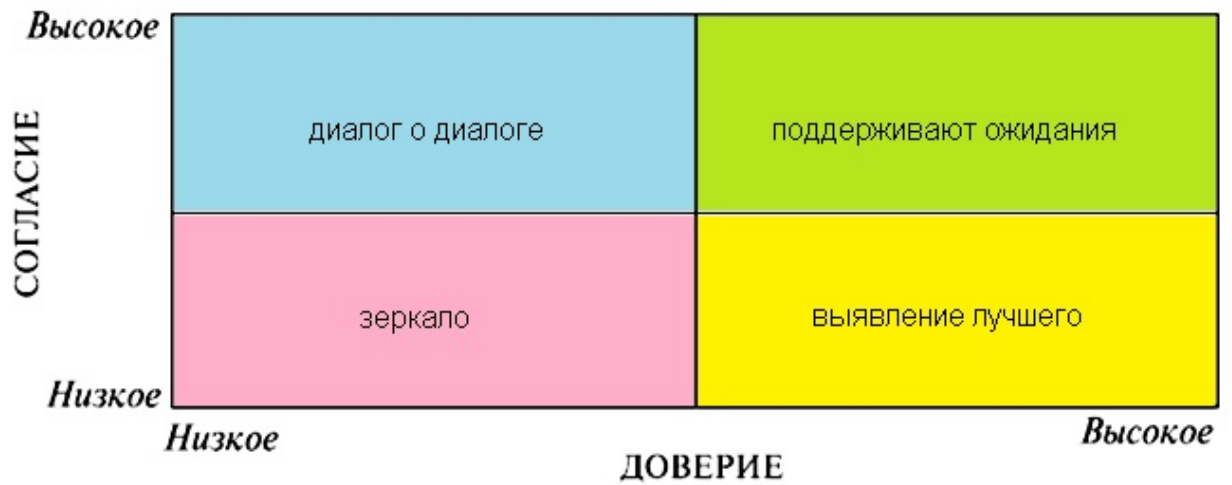 Высокое
диалог о диалоге
поддерживают ожидания
СОГЛАСИЕ
зеркало
выявление лучшего
Низкое
Низкое
Высокое
ДОВЕРИЕ